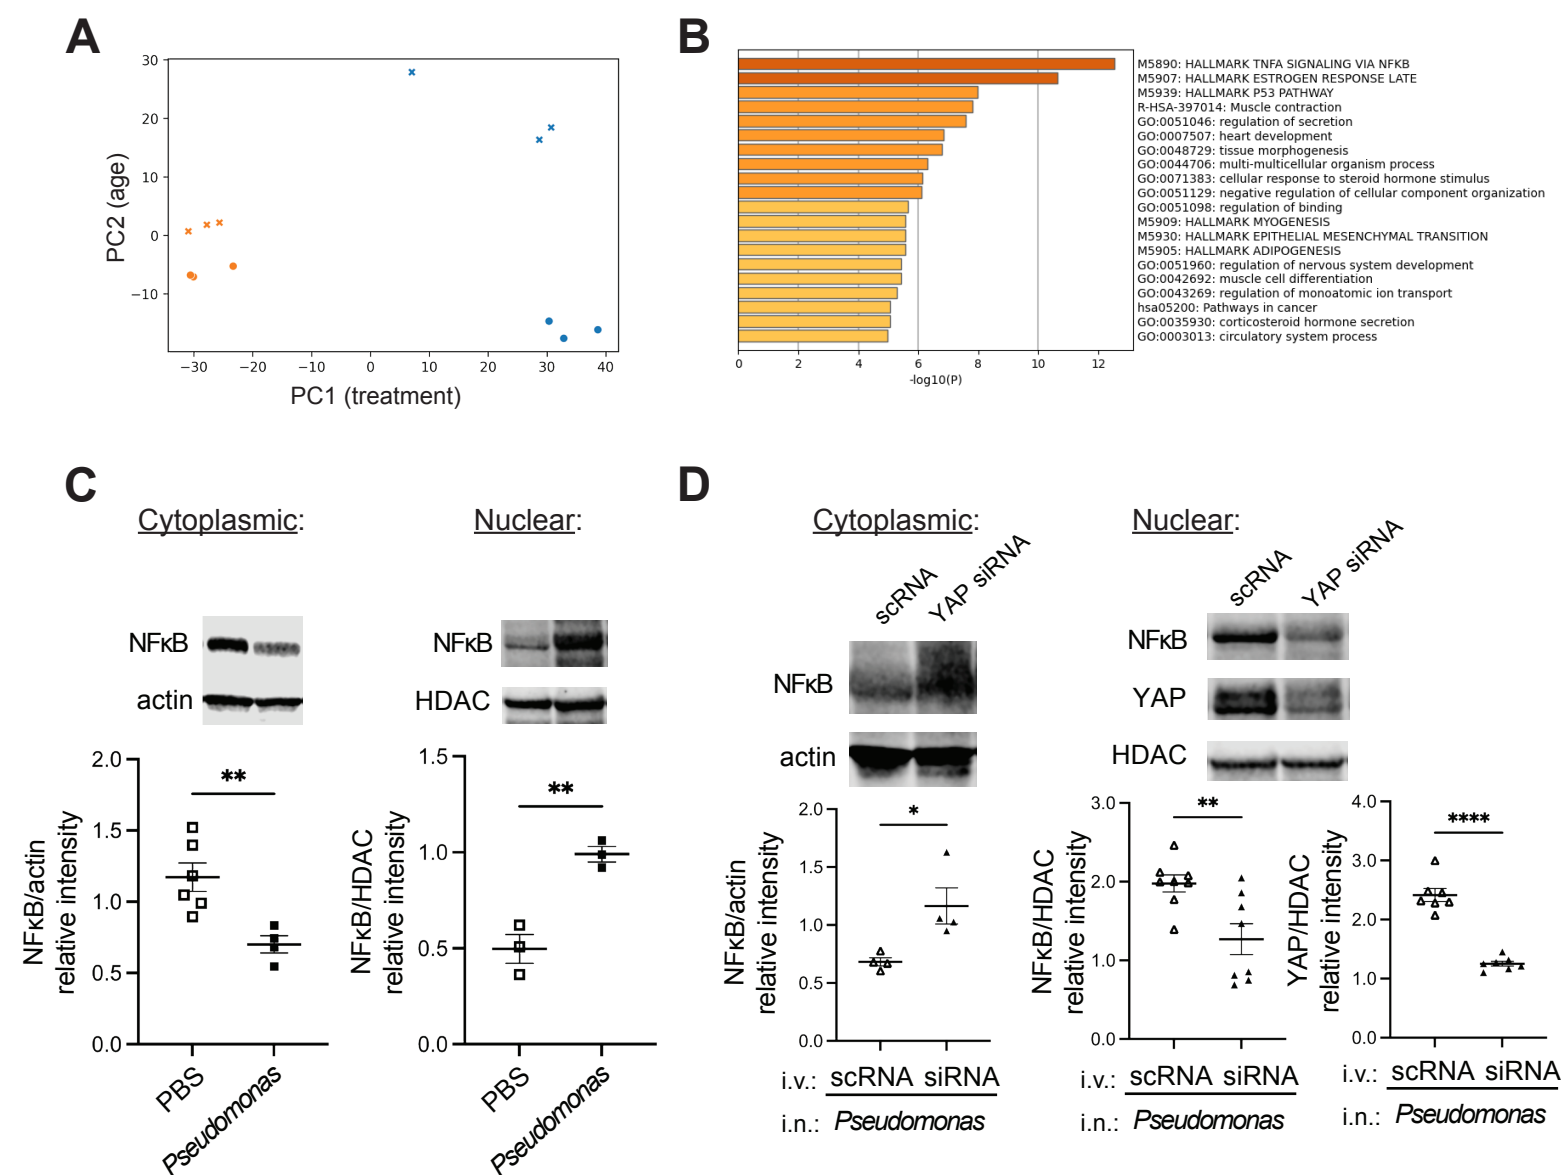 A
30
20
10
0
−10
−30
−20
−10
0
10
20
30
40
PC2 (age)
PC1 (treatment)
B
M5890: HALLMARK TNFA SIGNALING VIA NFKB
M5907: HALLMARK ESTROGEN RESPONSE LATE
M5939: HALLMARK P53 PATHWAY
R-HSA-397014: Muscle contraction
GO:0051046: regulation of secretion
GO:0007507: heart development
GO:0048729: tissue morphogenesis
GO:0044706: multi-multicellular organism process
GO:0071383: cellular response to steroid hormone stimulus
GO:0051129: negative regulation of cellular component organization
GO:0051098: regulation of binding
M5909: HALLMARK MYOGENESIS
M5930: HALLMARK EPITHELIAL MESENCHYMAL TRANSITION
M5905: HALLMARK ADIPOGENESIS
GO:0051960: regulation of nervous system development
GO:0042692: muscle cell differentiation
GO:0043269: regulation of monoatomic ion transport
hsa05200: Pathways in cancer
GO:0035930: corticosteroid hormone secretion
GO:0003013: circulatory system process
0
2
4
6
8
10
12
-log10(P)
C
Cytoplasmic:
NFκB
actin
2.0
1.5
1.0
0.5
0.0
**
NFκB/actin
relative intensity
PBS
Pseudomonas
Nuclear:
NFκB
HDAC
1.5
1.0
0.5
0.0
**
NFκB/HDAC
relative intensity
PBS
Pseudomonas
D
Cytoplasmic:
scRNA
YAP siRNA
NFκB
actin
2.0
1.5
1.0
0.5
0.0
*
NFκB/actin
relative intensity
i.v.: scRNA siRNA
i.n.: Pseudomonas
Nuclear:
scRNA
YAP siRNA
NFκB
YAP
HDAC
3.0
2.0
1.0
0.0
**
NFκB/HDAC
relative intensity
i.v.: scRNA siRNA
i.n.: Pseudomonas
4.0
3.0
2.0
1.0
0.0
****
YAP/HDAC
relative intensity
i.v.: scRNA siRNA
i.n.: Pseudomonas